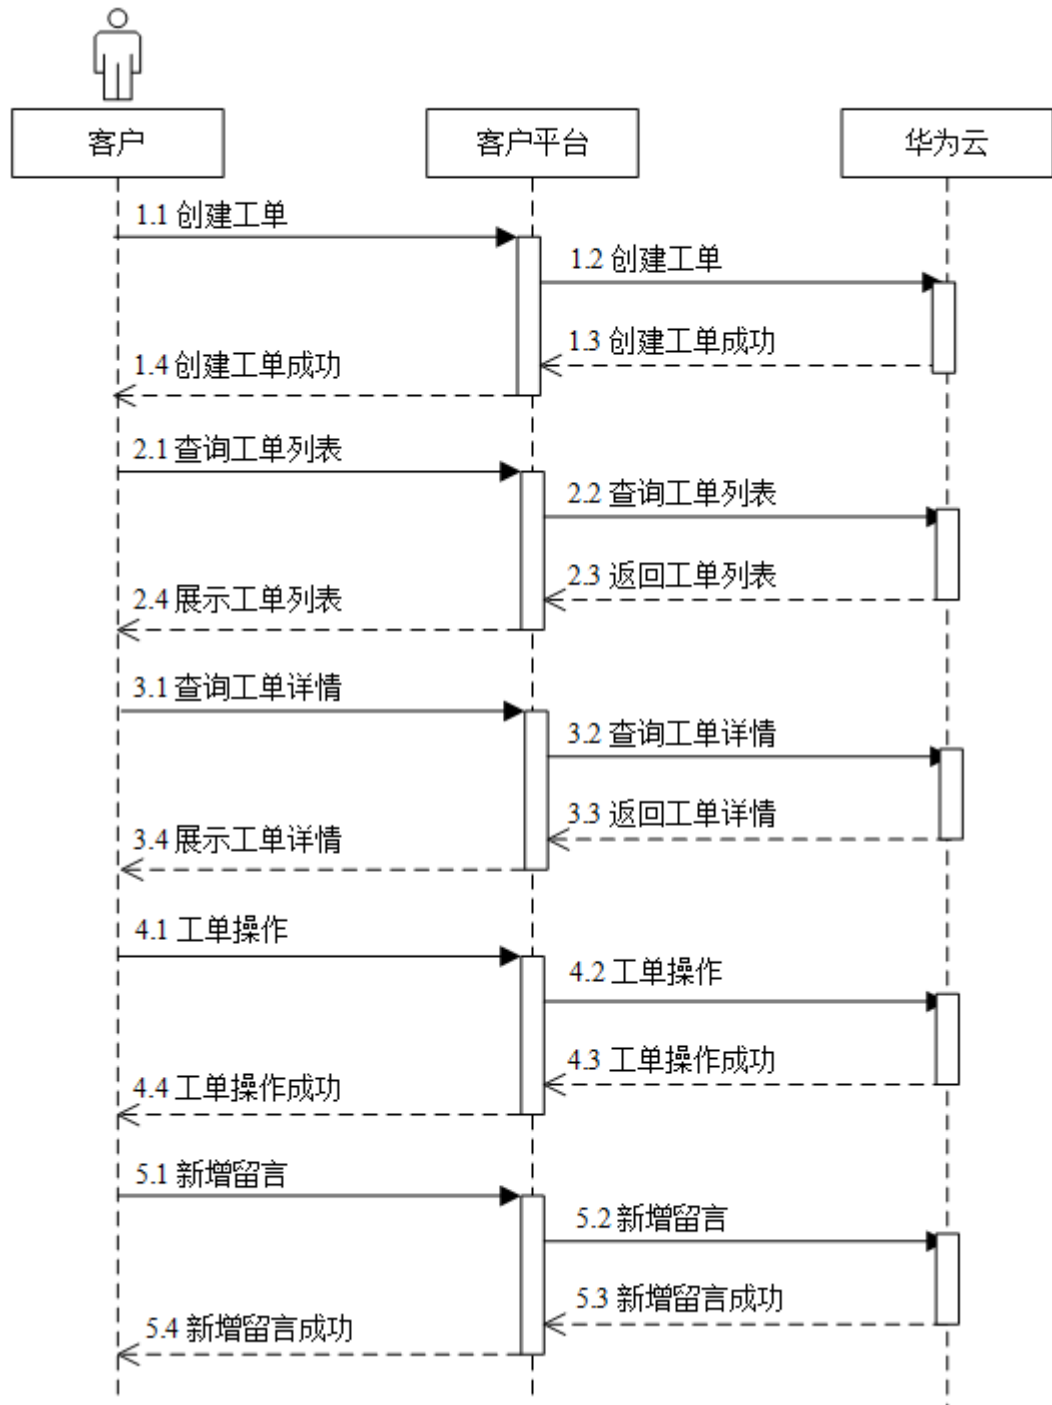 客户
客户平台
华为云
1.1 创建工单
1.2 创建工单
1.3 创建工单成功
1.4 创建工单成功
2.1 查询工单列表
2.2 查询工单列表
2.3 返回工单列表
2.4 展示工单列表
3.1 查询工单详情
3.2 查询工单详情
3.3 返回工单详情
3.4 展示工单详情
4.1 工单操作
4.2 工单操作
4.3 工单操作成功
4.4 工单操作成功
5.1 新增留言
5.2 新增留言
5.3 新增留言成功
5.4 新增留言成功